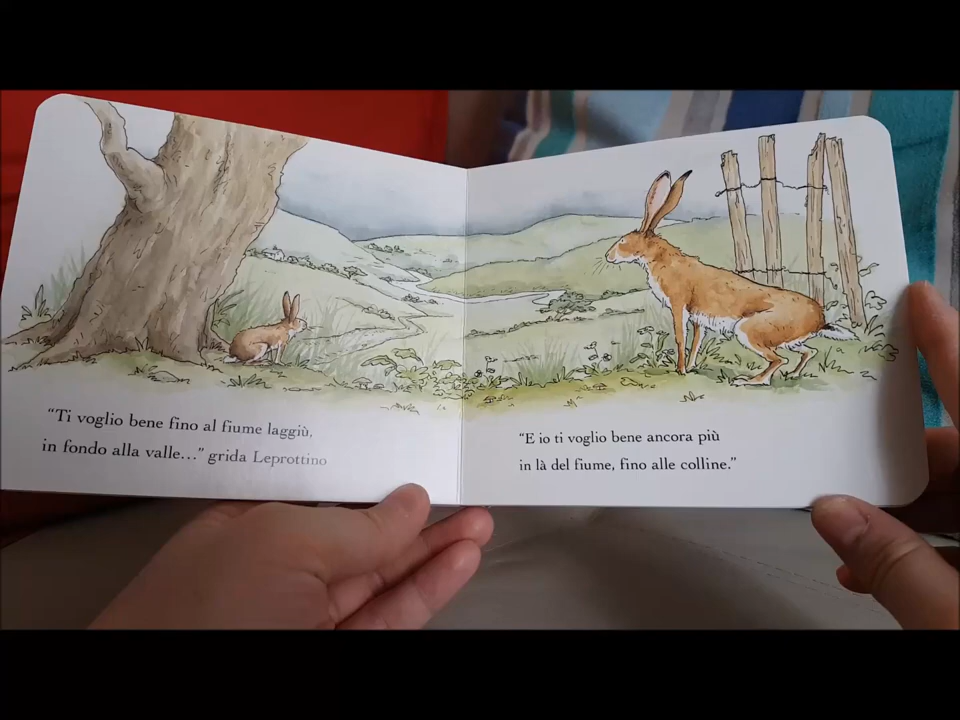 “Ti voglio bene fino al fiume laggiù,
in fondo alla valle...” grida Leprottino
“E io ti voglio bene ancora più
in là del fiume, fino alle colline.”